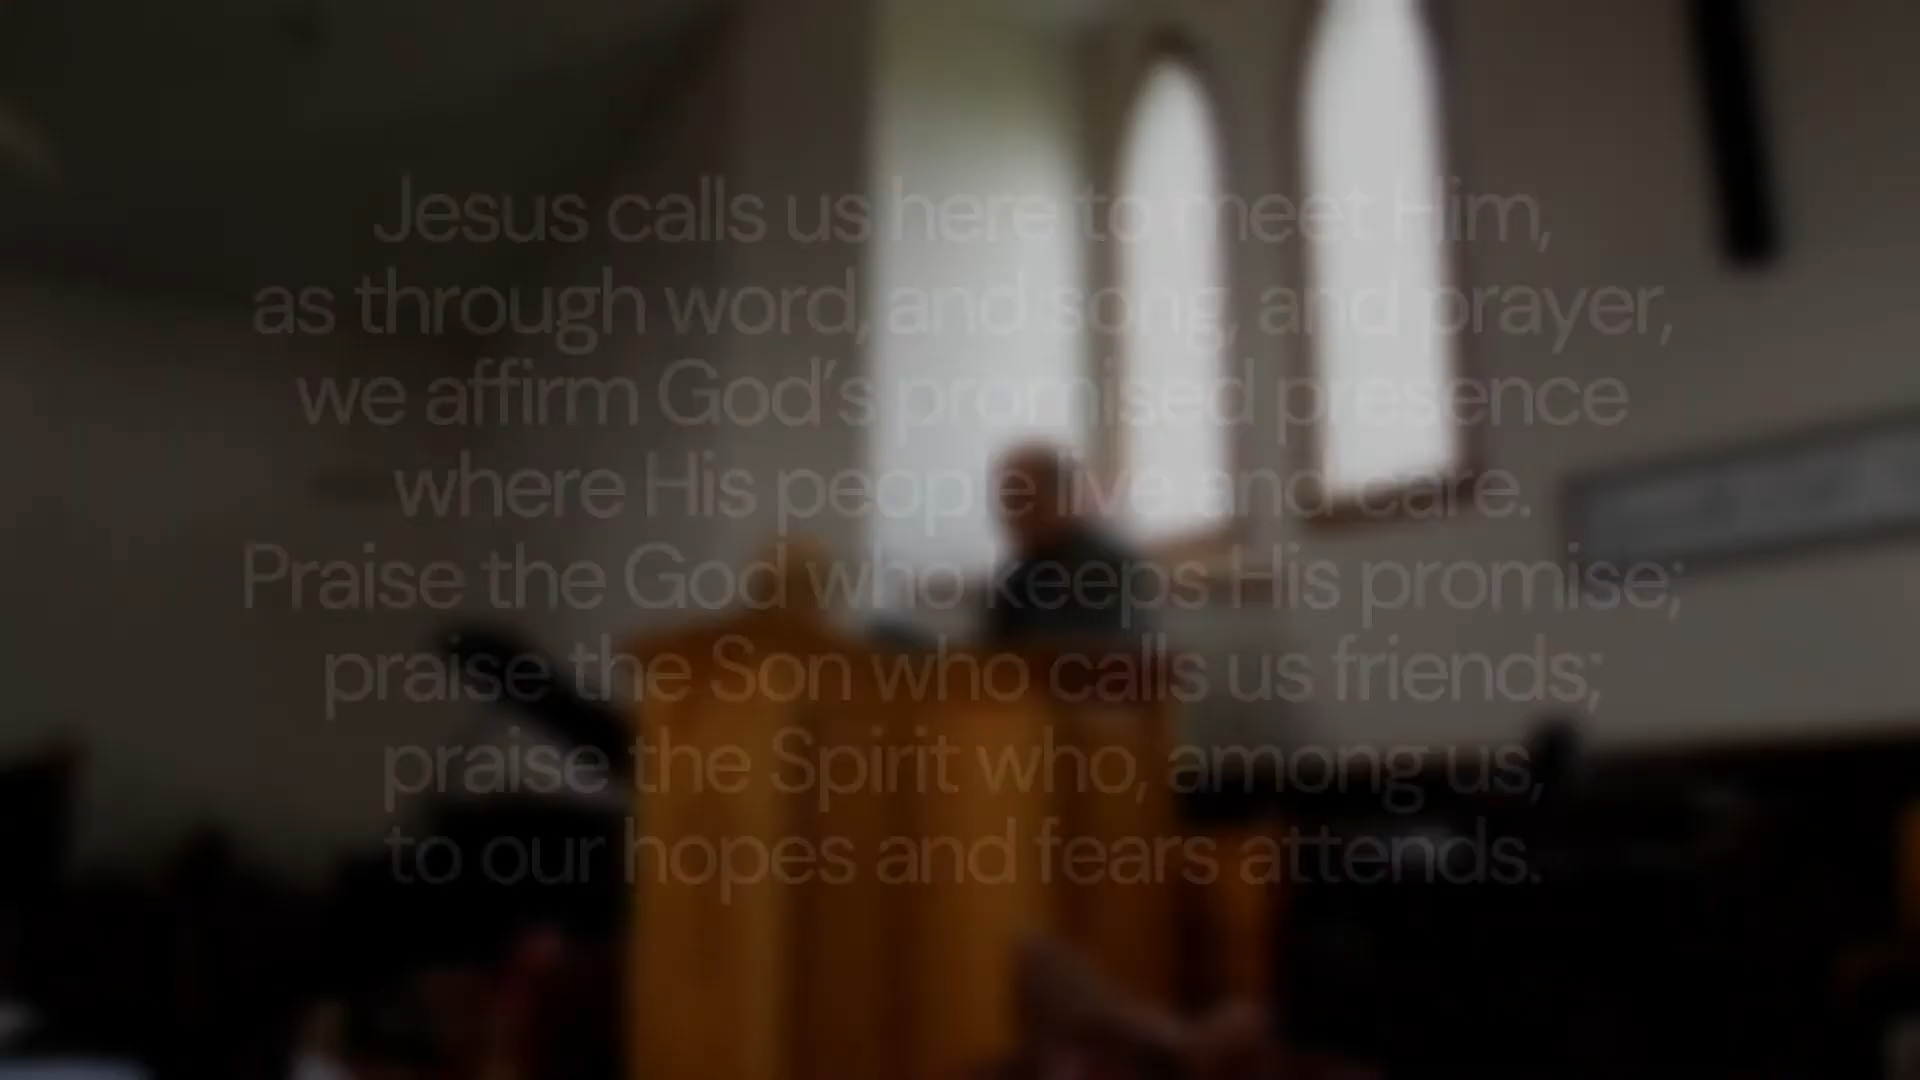 Jesus calls us here to meet Him,
as through word, and song, and prayer,
we affirm God's promised presence
where His people live and care.
Praise the God who keeps His promise;
praise the Son who calls us friends;
praise the Spirit who, among us,
to our hopes and fears attends.